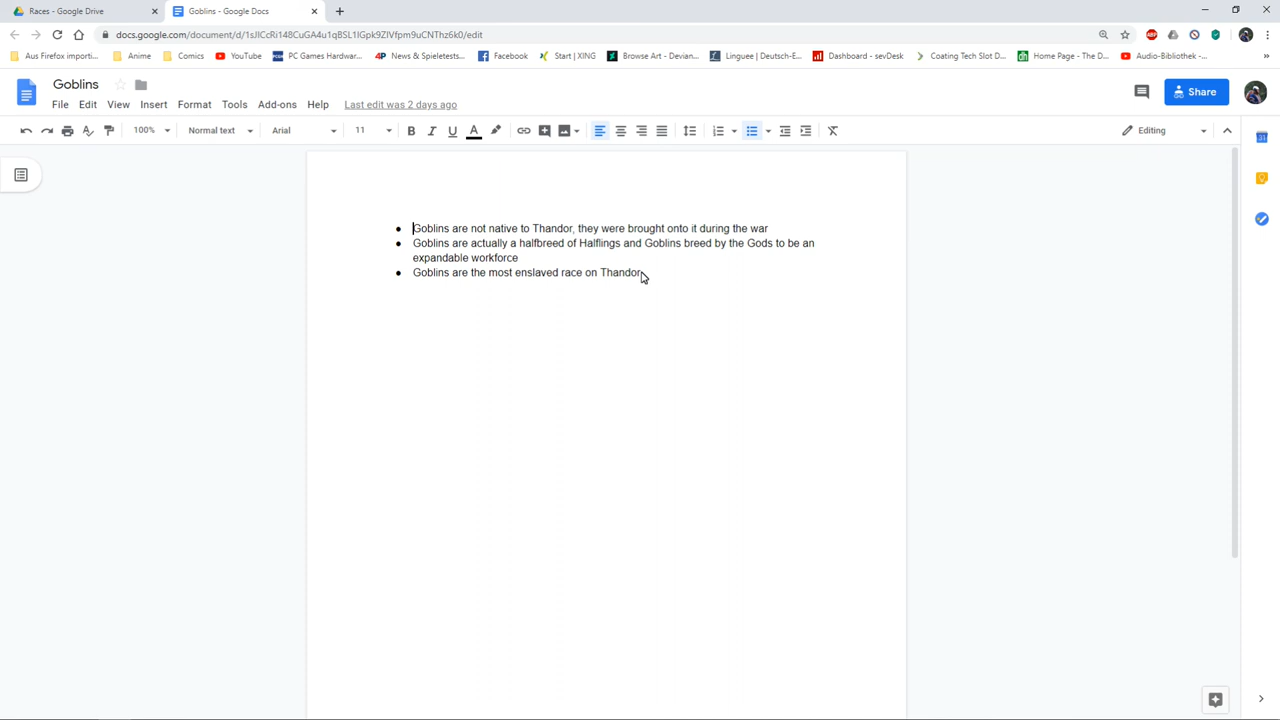 Races - Google Drive
Goblins - Google Docs
docs.google.com/document/d/1sJICcRi148CuGA4u1qBSL1IGpk9ZIVfpm9uCNThz6k0/edit
Aus Firefox importi...
Anime
Comics
YouTube
PC Games Hardwar...
News & Spieletests...
Facebook
Start | XING
Browse Art - Devian...
Linguee | Deutsch-E...
Dashboard - sevDesk
Coating Tech Slot D...
Home Page - The D...
Audio-Bibliothek - ...
»
Goblins
File Edit View Insert Format Tools Add-ons Help Last edit was 2 days ago
Share
100% Normal text Arial 11 B I U A Editing
● Goblins are not native to Thandor, they were brought onto it during the war
● Goblins are actually a halfbreed of Halflings and Goblins breed by the Gods to be an
expandable workforce
● Goblins are the most enslaved race on Thandor